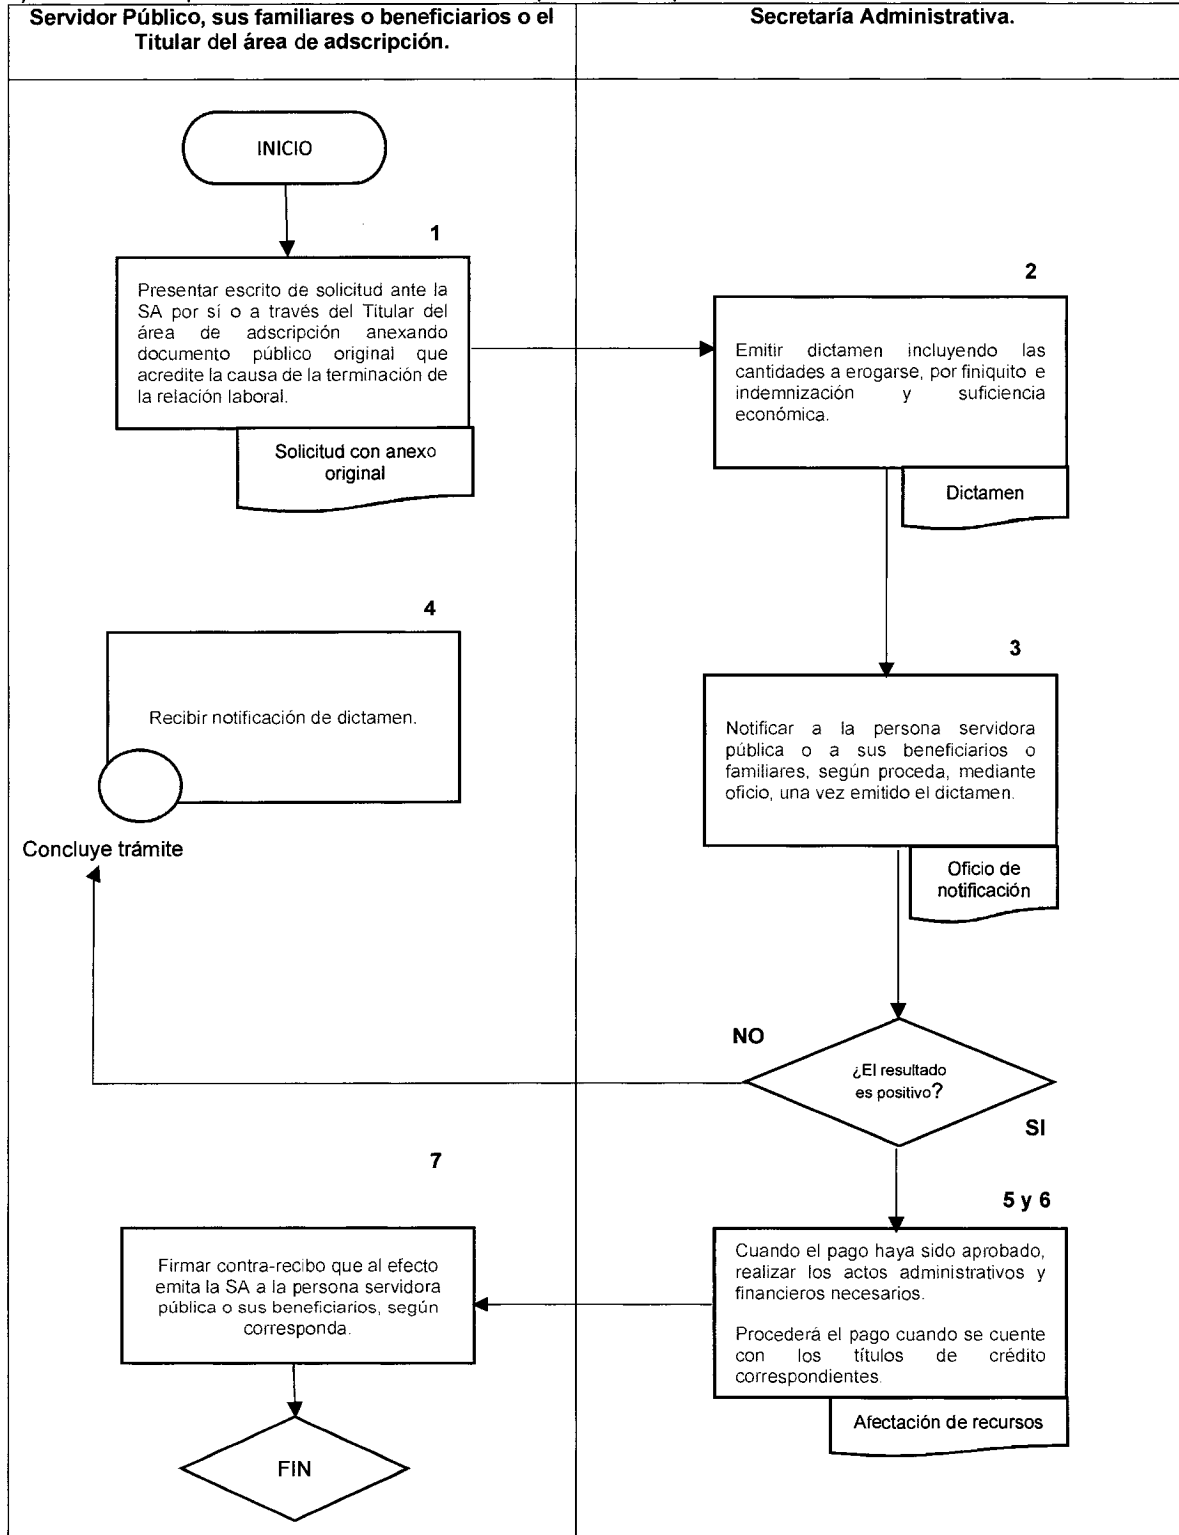 Servidor Público, sus familiares o beneficiarios o el
Titular del área de adscripción.
Secretaría Administrativa.
INICIO
1
Presentar escrito de solicitud ante la
SA por sí o a través del Titular del
área de adscripción anexando
documento público original que
acredite la causa de la terminación de
la relación laboral.
Solicitud con anexo
original
2
Emitir dictamen incluyendo las
cantidades a erogarse, por finiquito e
indemnización y suficiencia
económica.
Dictamen
4
Recibir notificación de dictamen.
Concluye trámite
3
Notificar a la persona servidora
pública o a sus beneficiarios o
familiares, según proceda, mediante
oficio, una vez emitido el dictamen.
Oficio de
notificación
NO
¿El resultado
es positivo?
SI
7
Firmar contra-recibo que al efecto
emita la SA a la persona servidora
pública o sus beneficiarios, según
corresponda.
5 y 6
Cuando el pago haya sido aprobado,
realizar los actos administrativos y
financieros necesarios.
Procederá el pago cuando se cuente
con los títulos de crédito
correspondientes.
Afectación de recursos
FIN